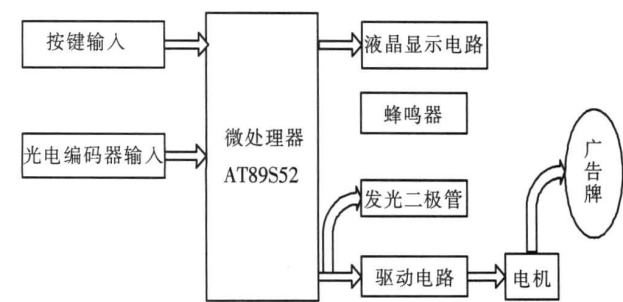 按键输入
液晶显示电路
蜂鸣器
微处理器
AT89S52
光电编码器输入
广告牌
发光二极管
驱动电路
电机